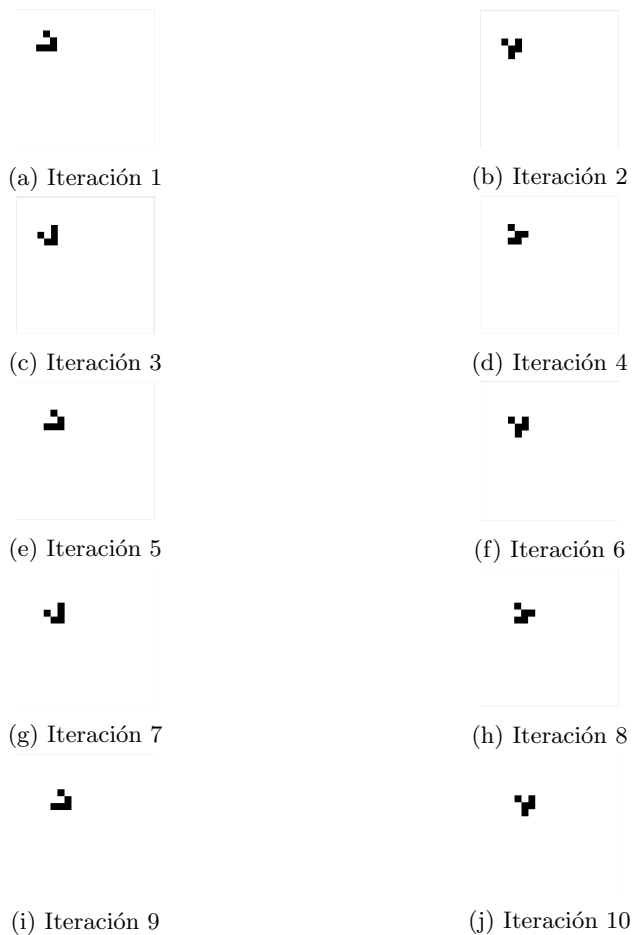 (a) Iteración 1
(b) Iteración 2
(c) Iteración 3
(d) Iteración 4
(e) Iteración 5
(f) Iteración 6
(g) Iteración 7
(h) Iteración 8
(i) Iteración 9
(j) Iteración 10